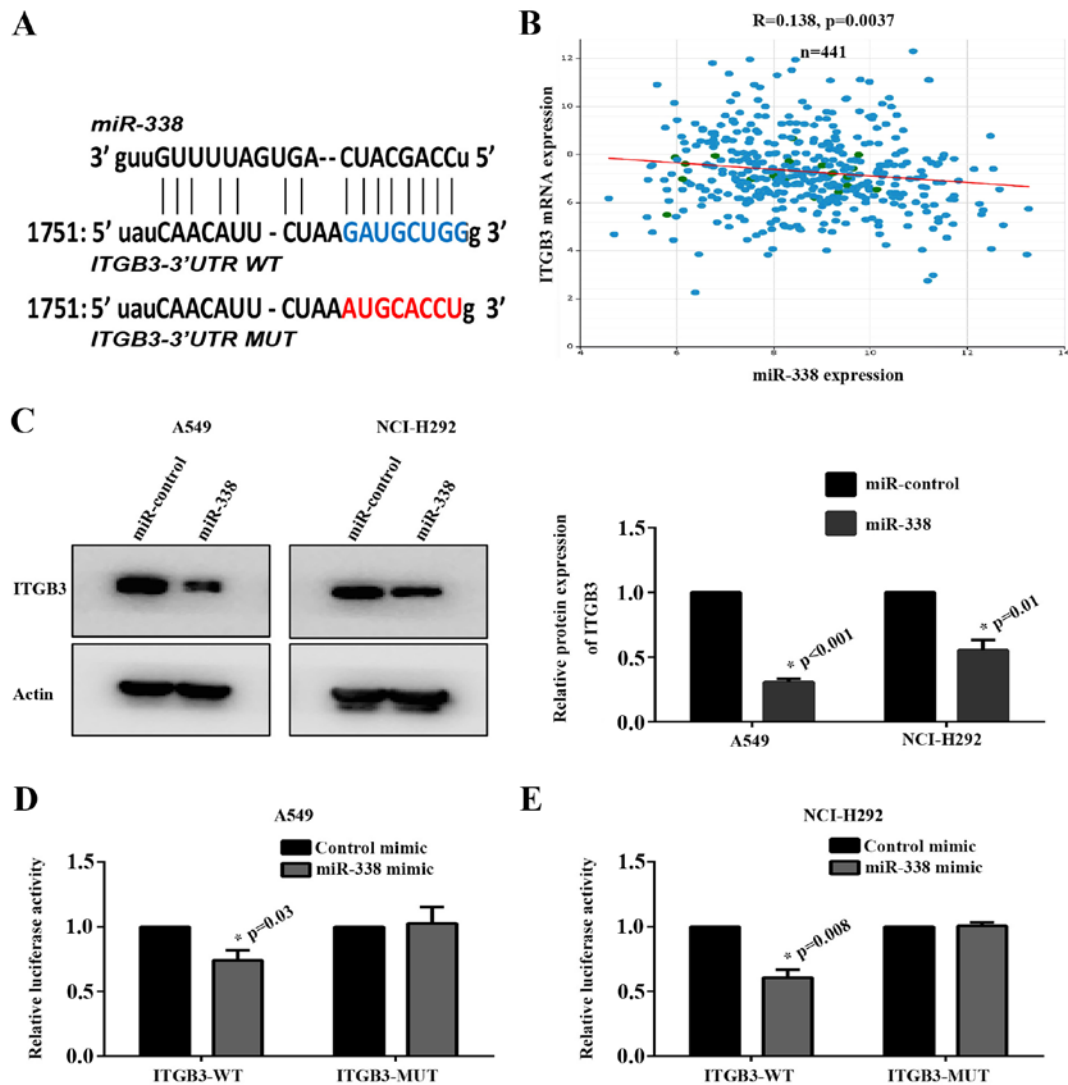 A
miR-338
3’ guuGUUUUAGUGA--CUACGACCu 5’
1751: 5’ uauCAACAUU - CUAAGAUGCUGGg 3’
ITGB3-3’UTR WT
1751: 5’ uauCAACAUU - CUAAAUGCACCUg 3’
ITGB3-3’UTR MUT
B
R=0.138, p=0.0037
n=441
ITGB3 mRNA expression
12
10
8
6
4
2
0
4 6 8 10 12 14
miR-338 expression
C
A549 NCI-H292
miR-control miR-338 miR-control miR-338
ITGB3
Actin
miR-control
miR-338
Relative protein expression
of ITGB3
1.5
1.0
0.5
0.0
* p<0.001
* p=0.01
A549 NCI-H292
D
A549
Control mimic
miR-338 mimic
Relative luciferase activity
1.5
1.0
0.5
0.0
* p=0.03
ITGB3-WT ITGB3-MUT
E
NCI-H292
Control mimic
miR-338 mimic
Relative luciferase activity
1.5
1.0
0.5
0.0
* p=0.008
ITGB3-WT ITGB3-MUT